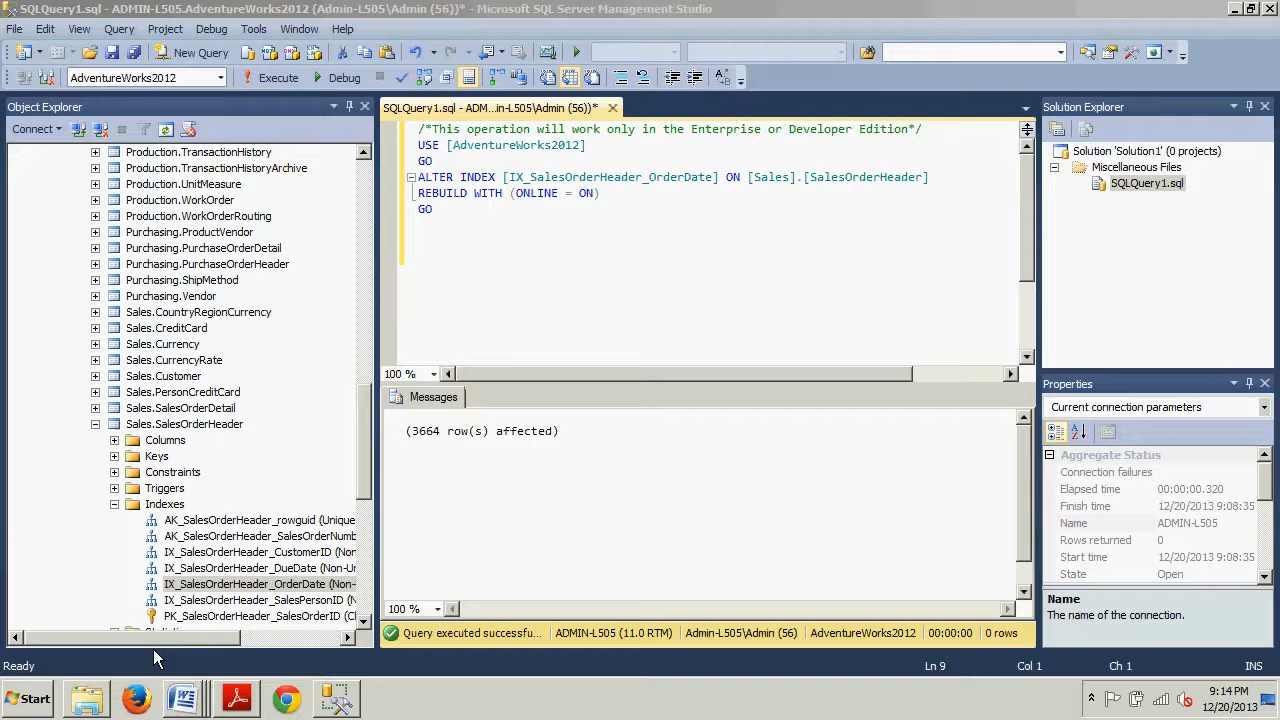 SQLQuery1.sql - ADMIN-L505.AdventureWorks2012 (Admin-L505\Admin (56))* - Microsoft SQL Server Management Studio
File Edit View Query Project Debug Tools Window Help
New Query
AdventureWorks2012 Execute Debug
Object Explorer
Connect
Production.TransactionHistory
Production.TransactionHistoryArchive
Production.UnitMeasure
Production.WorkOrder
Production.WorkOrderRouting
Purchasing.ProductVendor
Purchasing.PurchaseOrderDetail
Purchasing.PurchaseOrderHeader
Purchasing.ShipMethod
Purchasing.Vendor
Sales.CountryRegionCurrency
Sales.CreditCard
Sales.Currency
Sales.CurrencyRate
Sales.Customer
Sales.PersonCreditCard
Sales.SalesOrderDetail
Sales.SalesOrderHeader
Columns
Keys
Constraints
Triggers
Indexes
AK_SalesOrderHeader_rowguid (Unique
AK_SalesOrderHeader_SalesOrderNumb
IX_SalesOrderHeader_CustomerID (Non
IX_SalesOrderHeader_DueDate (Non-Un
IX_SalesOrderHeader_OrderDate (Non-
IX_SalesOrderHeader_SalesPersonID (N
PK_SalesOrderHeader_SalesOrderID (Cl
SQLQuery1.sql - ADM...in-L505\Admin (56))*
/*This operation will work only in the Enterprise or Developer Edition*/
USE [AdventureWorks2012]
GO
ALTER INDEX [IX_SalesOrderHeader_OrderDate] ON [Sales].[SalesOrderHeader]
REBUILD WITH (ONLINE = ON)
GO
100 %
Messages
(3664 row(s) affected)
100 %
Query executed successfu... ADMIN-L505 (11.0 RTM) Admin-L505\Admin (56) AdventureWorks2012 00:00:00 0 rows
Solution Explorer
Solution 'Solution1' (0 projects)
Miscellaneous Files
SQLQuery1.sql
Properties
Current connection parameters
Aggregate Status
Connection failures
Elapsed time 00:00:00.320
Finish time 12/20/2013 9:08:35
Name ADMIN-L505
Rows returned 0
Start time 12/20/2013 9:08:35
State Open
Name
The name of the connection.
Ready Ln 9 Col 1 Ch 1 INS
Start
9:14 PM
12/20/2013